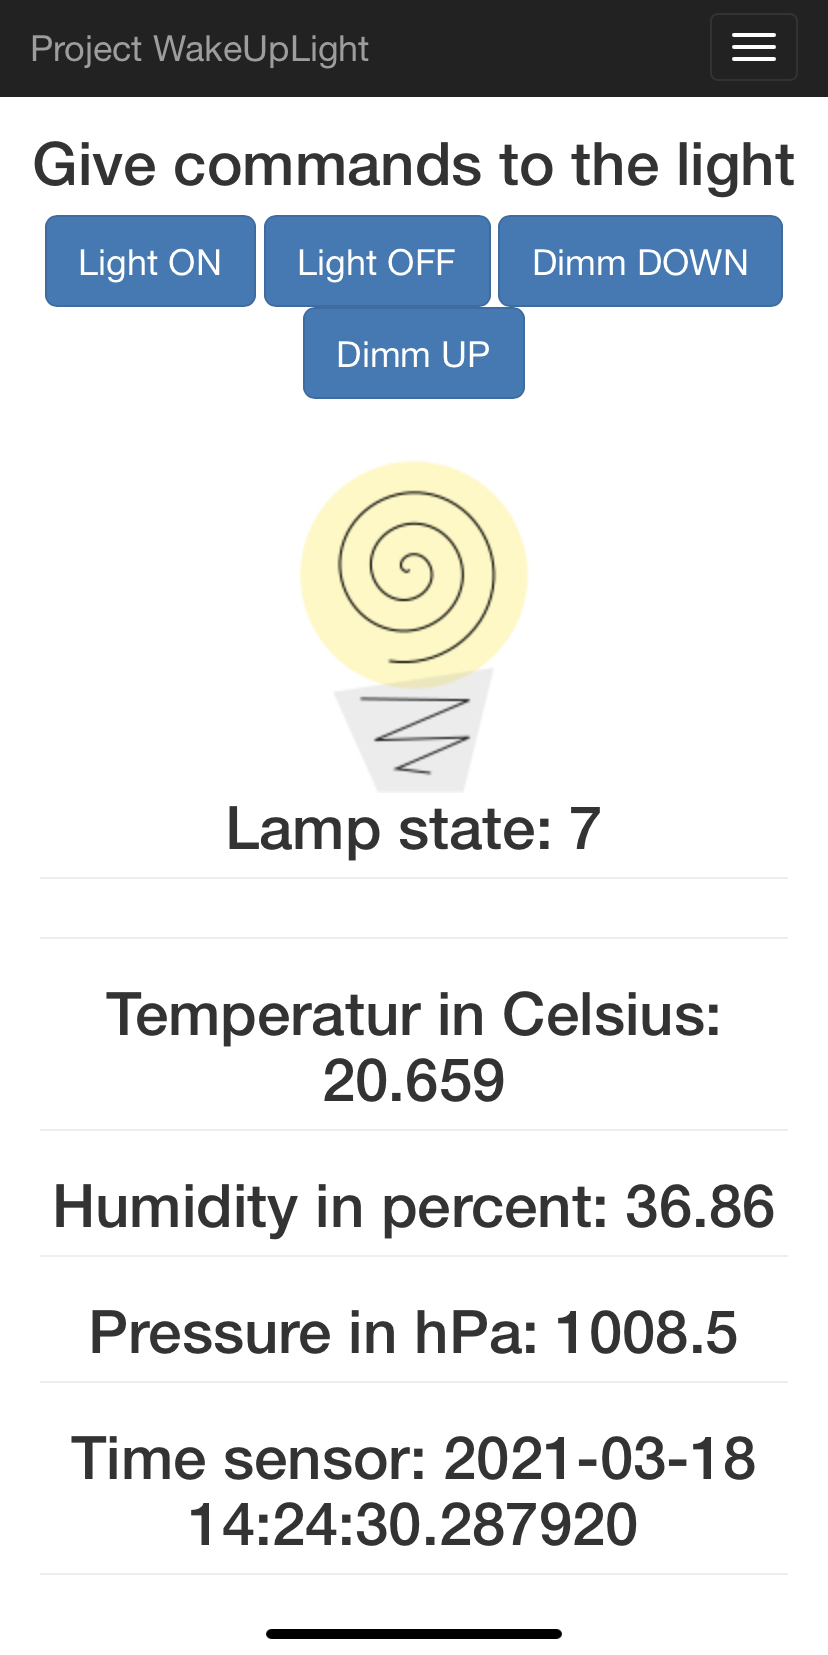 Project WakeUpLight
Give commands to the light
Light ON
Light OFF
Dimm DOWN
Dimm UP
Lamp state: 7
Temperatur in Celsius:
20.659
Humidity in percent: 36.86
Pressure in hPa: 1008.5
Time sensor: 2021-03-18
14:24:30.287920